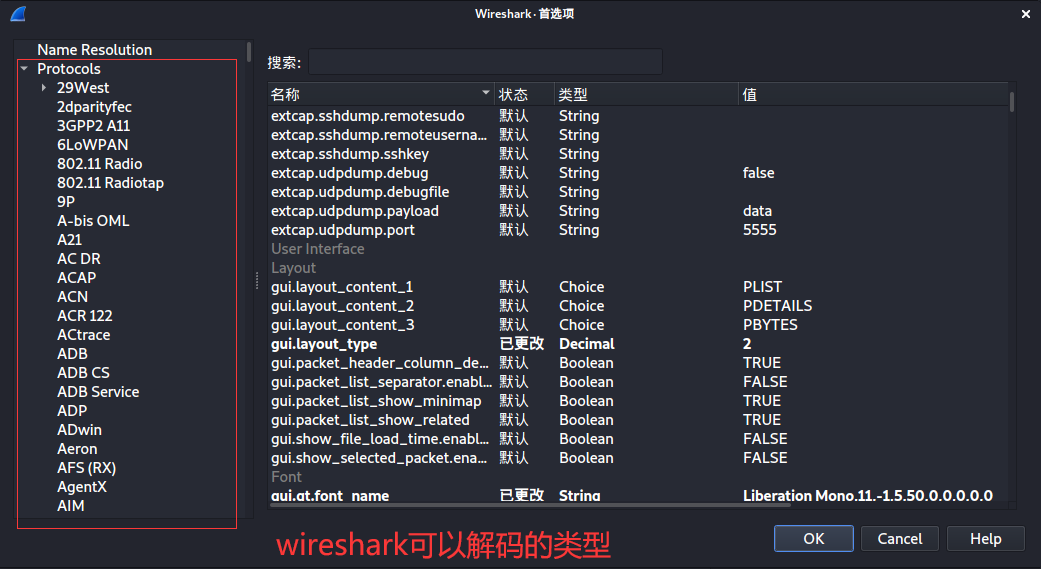 Wireshark · 首选项
Name Resolution
Protocols
29West
2dparityfec
3GPP2 A11
6LoWPAN
802.11 Radio
802.11 Radiotap
9P
A-bis OML
A21
AC DR
ACAP
ACN
ACR 122
ACtrace
ADB
ADB CS
ADB Service
ADP
ADwin
Aeron
AFS (RX)
AgentX
AIM
搜索:
名称 状态 类型 值
extcap.sshdump.remotesudo 默认 String
extcap.sshdump.remoteuserna... 默认 String
extcap.sshdump.sshkey 默认 String
extcap.udpdump.debug 默认 String false
extcap.udpdump.debugfile 默认 String
extcap.udpdump.payload 默认 String data
extcap.udpdump.port 默认 String 5555
User Interface
Layout
gui.layout_content_1 默认 Choice PLIST
gui.layout_content_2 默认 Choice PDETAILS
gui.layout_content_3 默认 Choice PBYTES
gui.layout_type 已更改 Decimal 2
gui.packet_header_column_de... 默认 Boolean TRUE
gui.packet_list_separator.enabl... 默认 Boolean FALSE
gui.packet_list_show_minimap 默认 Boolean TRUE
gui.packet_list_show_related 默认 Boolean TRUE
gui.show_file_load_time.enabl... 默认 Boolean FALSE
gui.show_selected_packet.ena... 默认 Boolean FALSE
Font
gui.qt.font_name 已更改 String Liberation Mono,11,-1,5,50,0,0,0,0,0
wireshark可以解码的类型
OK Cancel Help